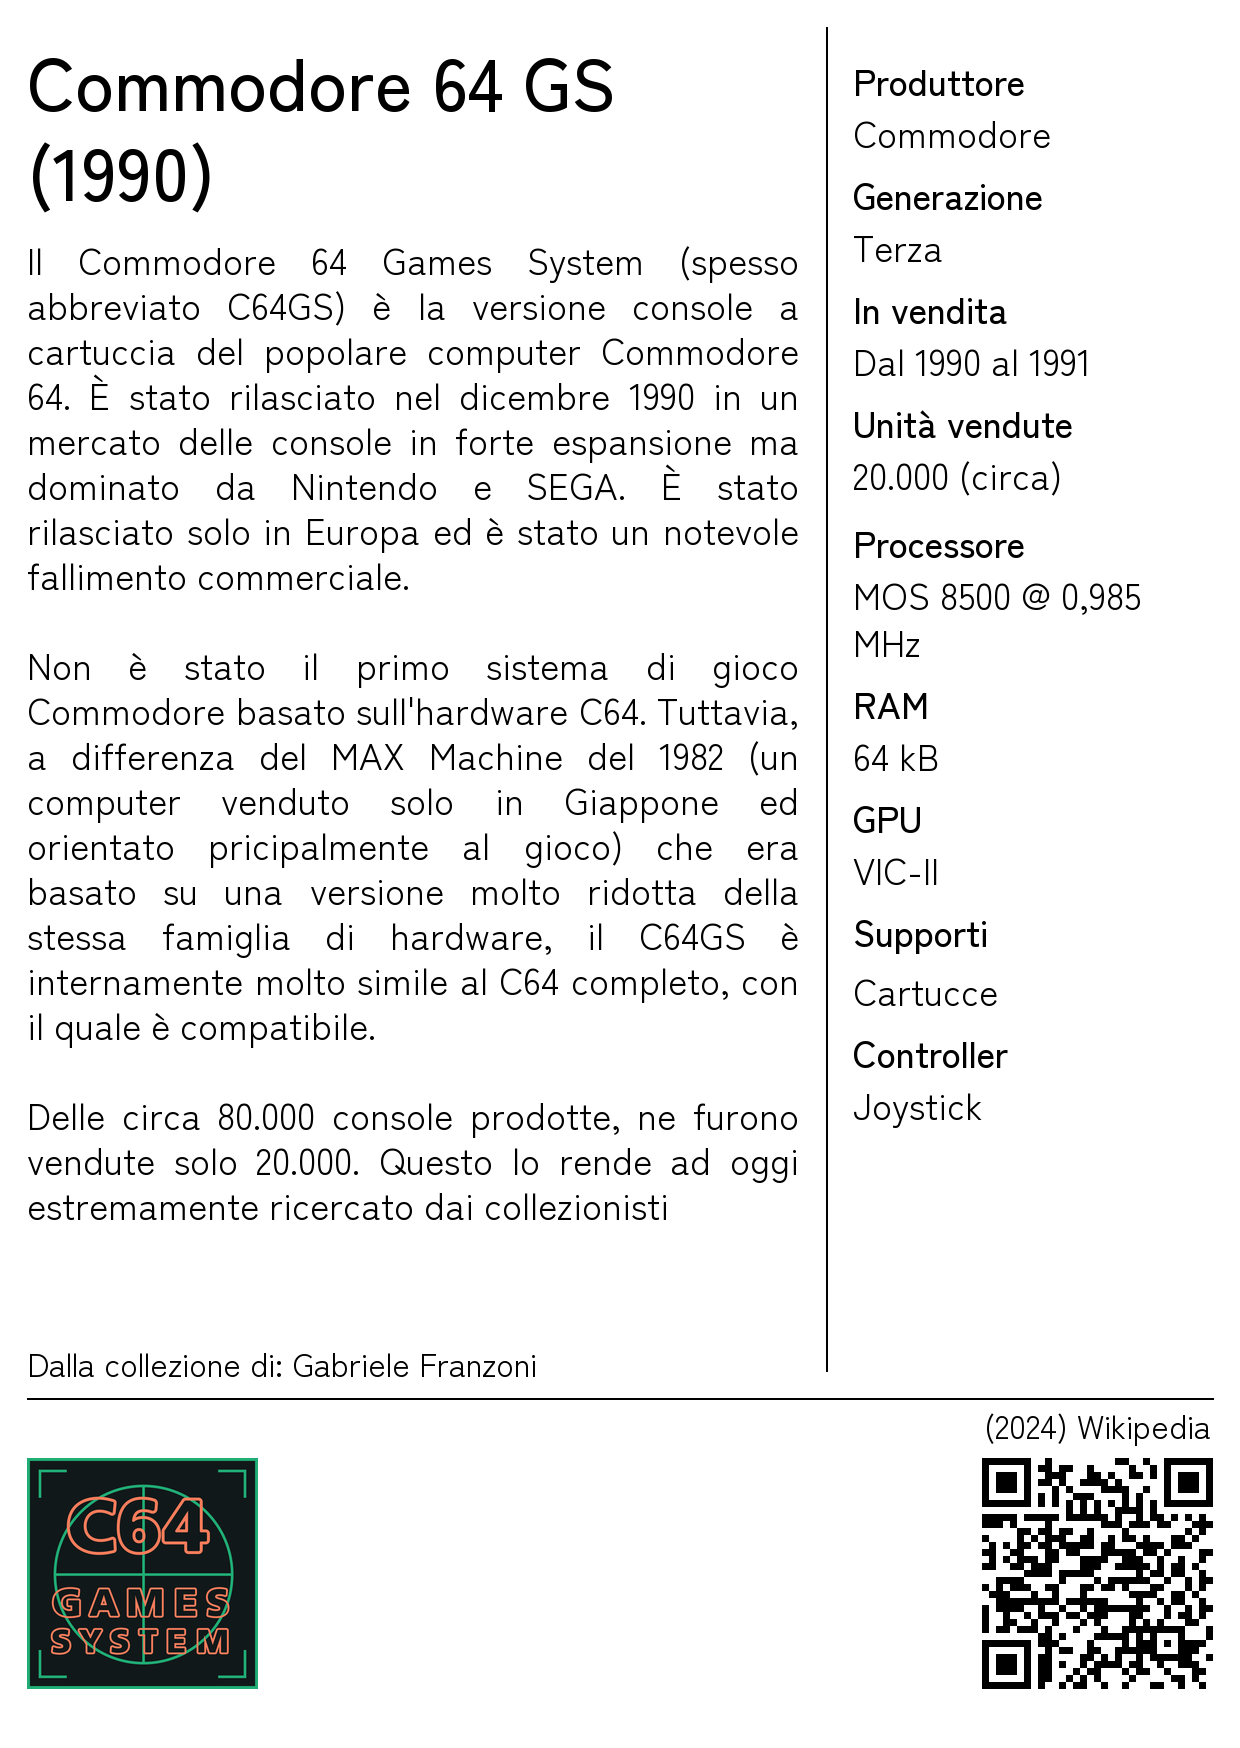 Commodore 64 GS
(1990)
Il Commodore 64 Games System (spesso
abbreviato C64GS) è la versione console a
cartuccia del popolare computer Commodore
64. È stato rilasciato nel dicembre 1990 in un
mercato delle console in forte espansione ma
dominato da Nintendo e SEGA. È stato
rilasciato solo in Europa ed è stato un notevole
fallimento commerciale.
Non è stato il primo sistema di gioco
Commodore basato sull'hardware C64. Tuttavia,
a differenza del MAX Machine del 1982 (un
computer venduto solo in Giappone ed
orientato pricipalmente al gioco) che era
basato su una versione molto ridotta della
stessa famiglia di hardware, il C64GS è
internamente molto simile al C64 completo, con
il quale è compatibile.
Delle circa 80.000 console prodotte, ne furono
vendute solo 20.000. Questo lo rende ad oggi
estremamente ricercato dai collezionisti
Dalla collezione di: Gabriele Franzoni
Produttore
Commodore
Generazione
Terza
In vendita
Dal 1990 al 1991
Unità vendute
20.000 (circa)
Processore
MOS 8500 @ 0,985
MHz
RAM
64 kB
GPU
VIC-II
Supporti
Cartucce
Controller
Joystick
(2024) Wikipedia
C64
GAMES
SYSTEM